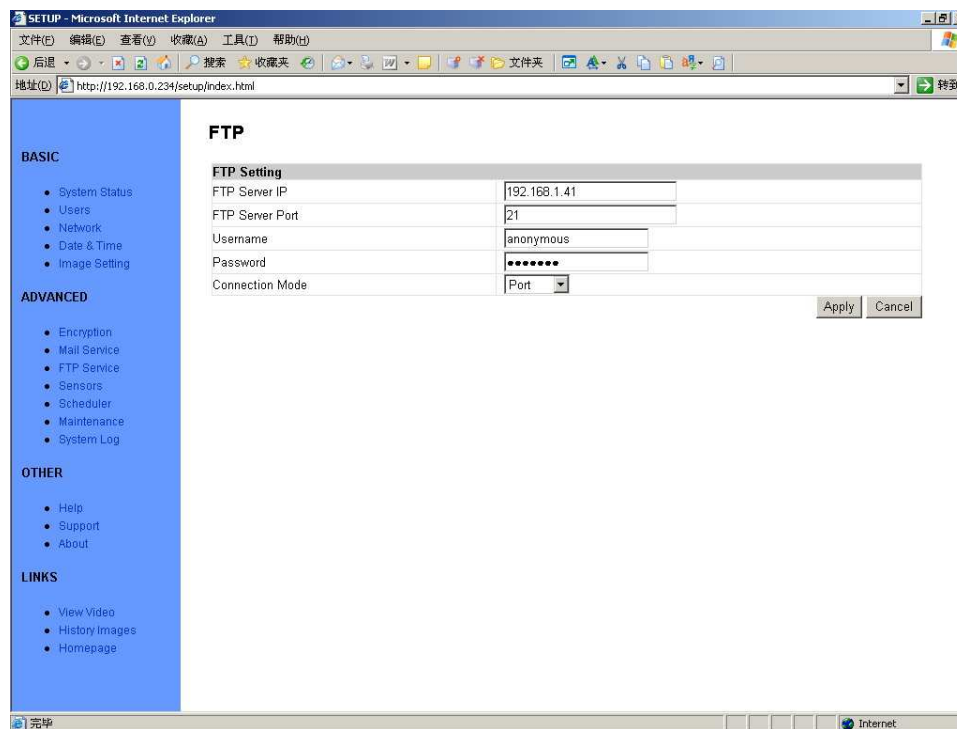 SETUP - Microsoft Internet Explorer
文件(F) 编辑(E) 查看(V) 收藏(A) 工具(T) 帮助(H)
后退 搜索 收藏夹 文件夹
地址(D) http://192.168.0.234/setup/index.html 转到
FTP
BASIC
System Status
Users
Network
Date & Time
Image Setting
ADVANCED
Encryption
Mail Service
FTP Service
Sensors
Scheduler
Maintenance
System Log
OTHER
Help
Support
About
LINKS
View Video
History Images
Homepage
FTP Setting
FTP Server IP 192.168.1.41
FTP Server Port 21
Username anonymous
Password •••••••
Connection Mode Port
Apply Cancel
完毕 Internet